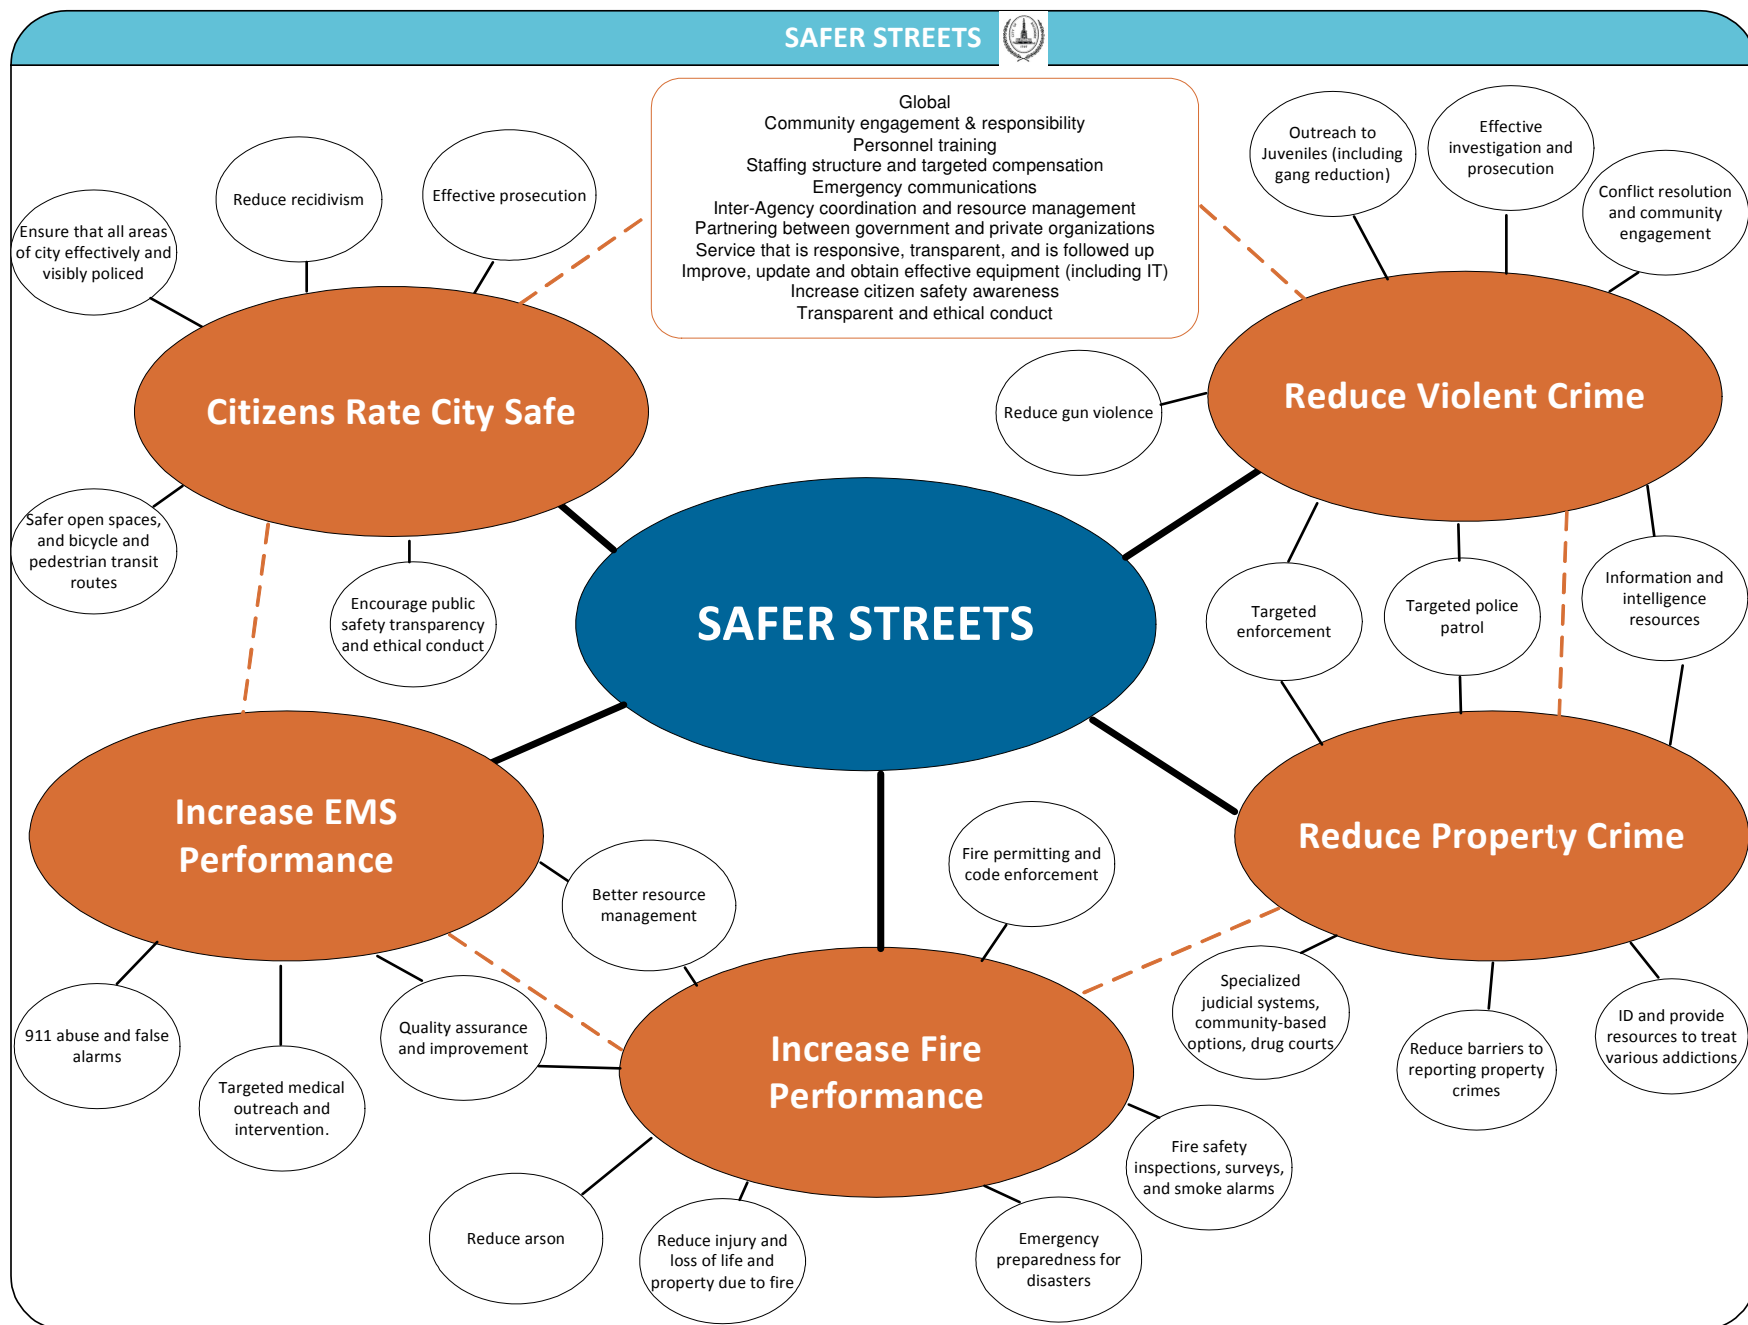 SAFER STREETS
Global
Community engagement & responsibility
Personnel training
Staffing structure and targeted compensation
Emergency communications
Inter-Agency coordination and resource management
Partnering between government and private organizations
Service that is responsive, transparent, and is followed up
Improve, update and obtain effective equipment (including IT)
Increase citizen safety awareness
Transparent and ethical conduct
Ensure that all areas
of city effectively and
visibly policed
Reduce recidivism
Effective prosecution
Outreach to
Juveniles (including
gang reduction)
Effective
investigation and
prosecution
Conflict resolution
and community
engagement
Citizens Rate City Safe
Reduce gun violence
Reduce Violent Crime
Safer open spaces,
and bicycle and
pedestrian transit
routes
Encourage public
safety transparency
and ethical conduct
SAFER STREETS
Targeted
enforcement
Targeted police
patrol
Information and
intelligence
resources
Increase EMS
Performance
Better resource
management
Fire permitting and
code enforcement
Reduce Property Crime
911 abuse and false
alarms
Targeted medical
outreach and
intervention.
Quality assurance
and improvement
Increase Fire
Performance
Specialized
judicial systems,
community-based
options, drug courts
Reduce barriers to
reporting property
crimes
ID and provide
resources to treat
various addictions
Reduce arson
Reduce injury and
loss of life and
property due to fire
Emergency
preparedness for
disasters
Fire safety
inspections, surveys,
and smoke alarms